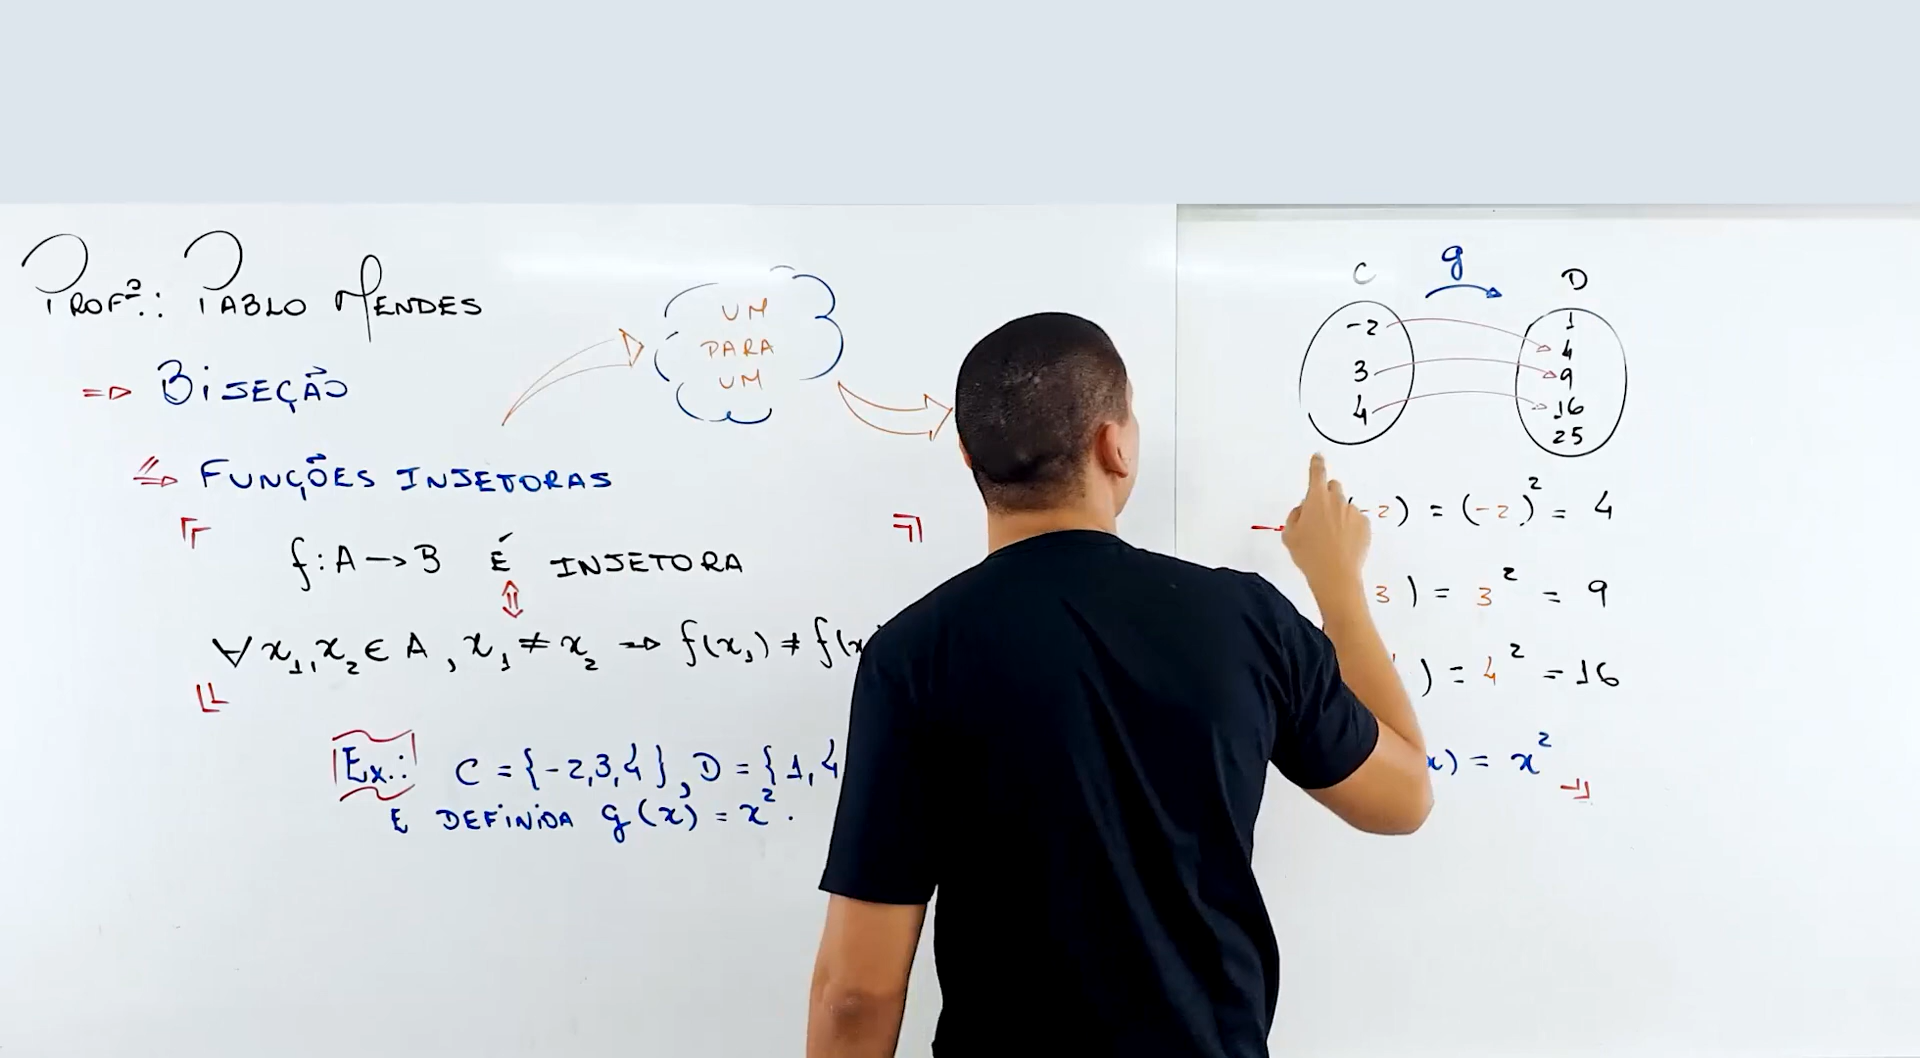 Profº.: Pablo Mendes
⇒ Bijeção
⇒ Funções Injetoras
UM
PARA
UM
f: A → B É INJETORA
⇕
∀ x₁, x₂ ∈ A, x₁ ≠ x₂ → f(x₁) ≠ f(x
Ex.: C = {-2,3,4}, D = {1,4
E DEFINIDA g(x) = x².
g
C D
-2
3
4
1
4
9
16
25
-2) = (-2)² = 4
3) = 3² = 9
) = 4² = 16
x) = x²